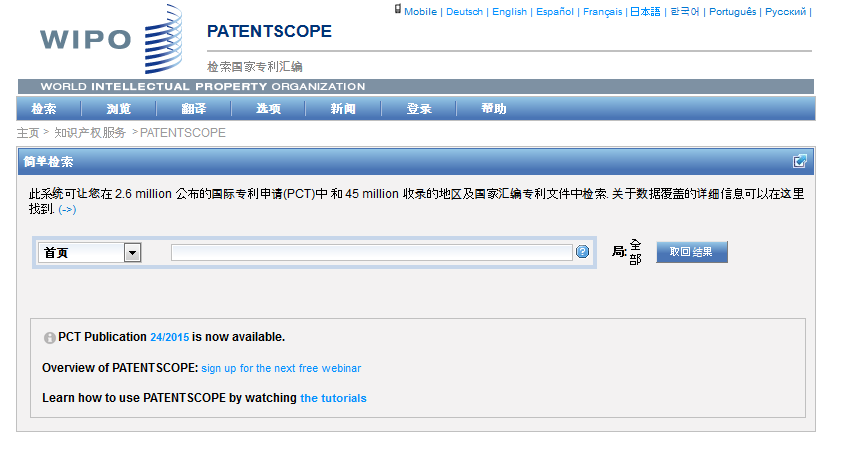 Mobile | Deutsch | English | Español | Français | 日本語 | 한국어 | Português | Русский |
WIPO
PATENTSCOPE
检索国家专利汇编
WORLD INTELLECTUAL PROPERTY ORGANIZATION
检索 浏览 翻译 选项 新闻 登录 帮助
主页 > 知识产权服务 > PATENTSCOPE
简单检索
此系统可让您在 2.6 million 公布的国际专利申请(PCT)中 和 45 million 收录的地区及国家汇编专利文件中检索. 关于数据覆盖的详细信息可以在这里
找到. (->)
首页 ? 局: 全部 取回结果
PCT Publication 24/2015 is now available.
Overview of PATENTSCOPE: sign up for the next free webinar
Learn how to use PATENTSCOPE by watching the tutorials